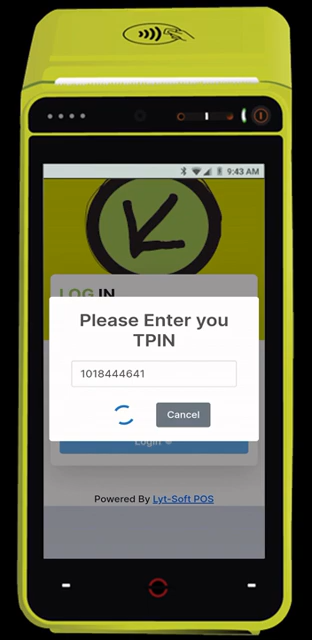 9:43 AM
LOG IN
Please Enter you
TPIN
1018444641
Cancel
Login
Powered By Lyt-Soft POS